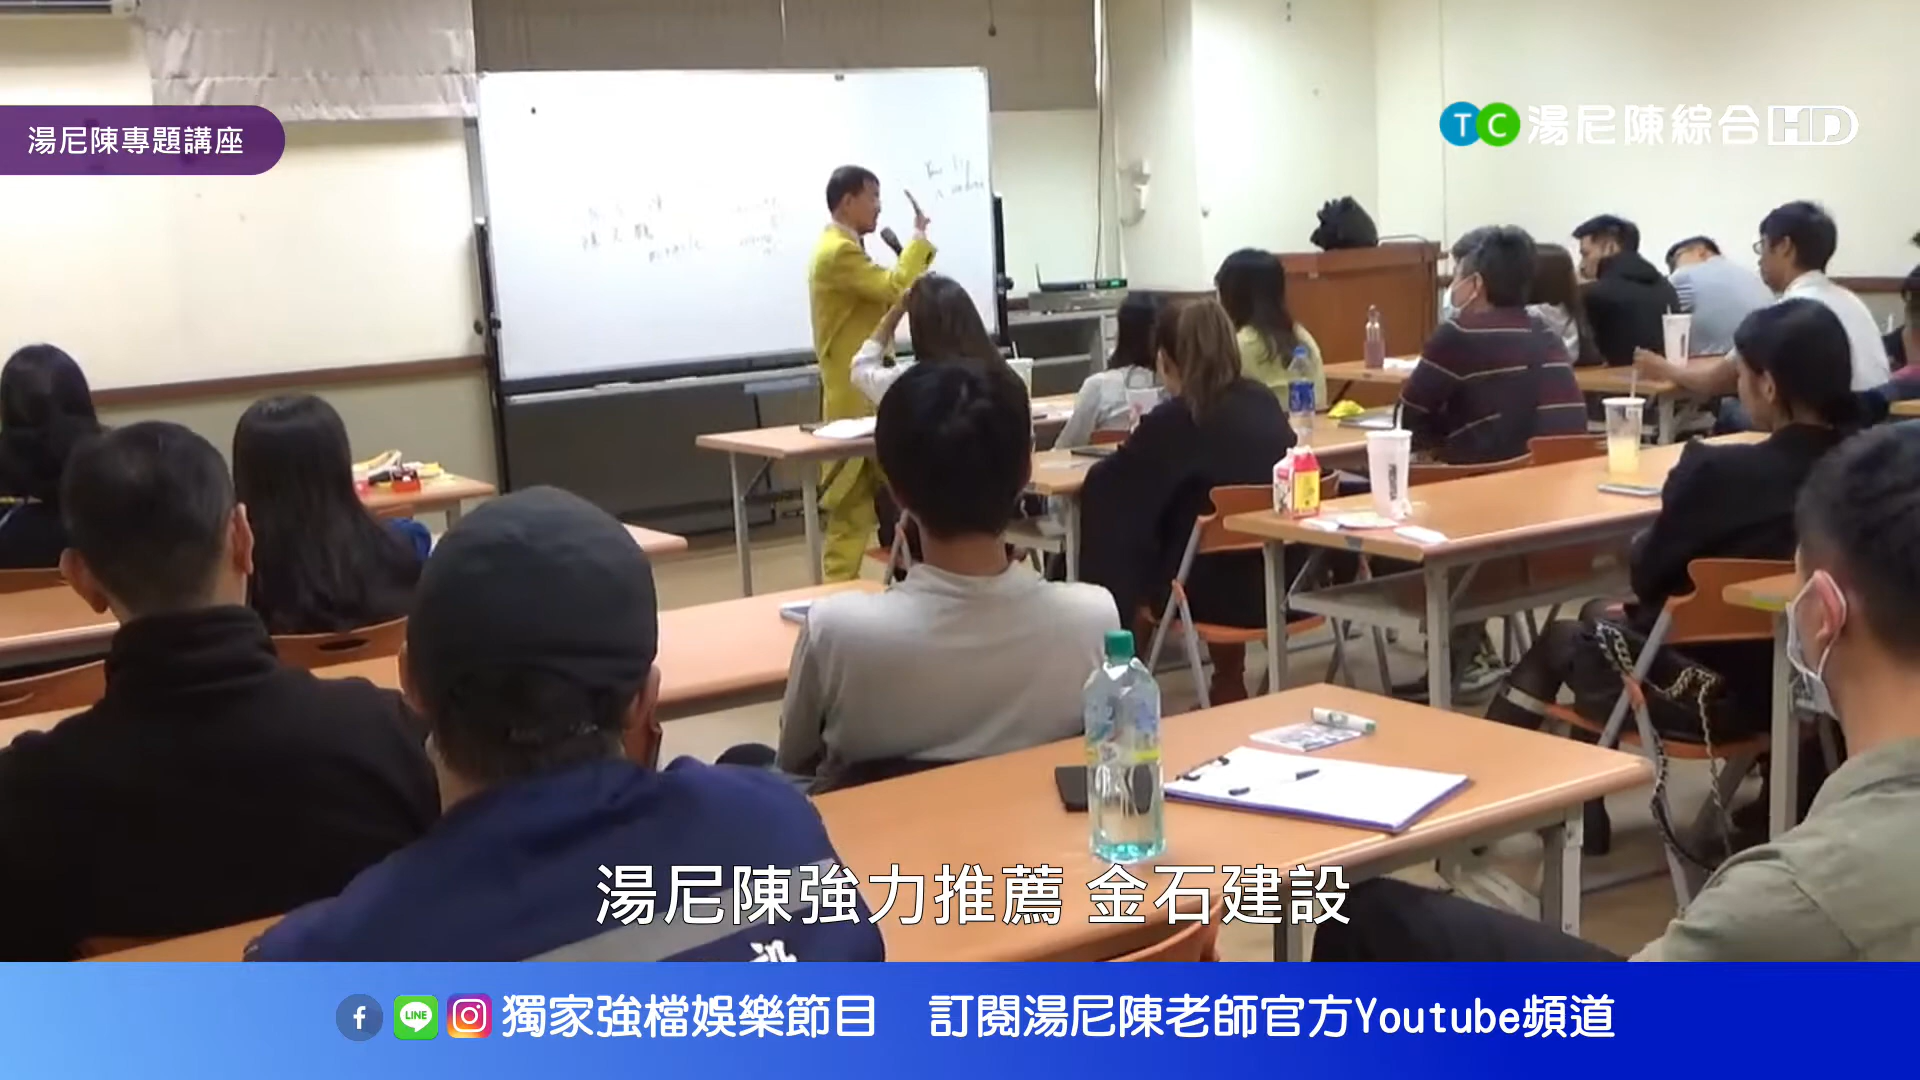 湯尼陳專題講座
TC 湯尼陳綜合HD
湯尼陳強力推薦 金石建設
LINE 獨家強檔娛樂節目 訂閱湯尼陳老師官方Youtube頻道